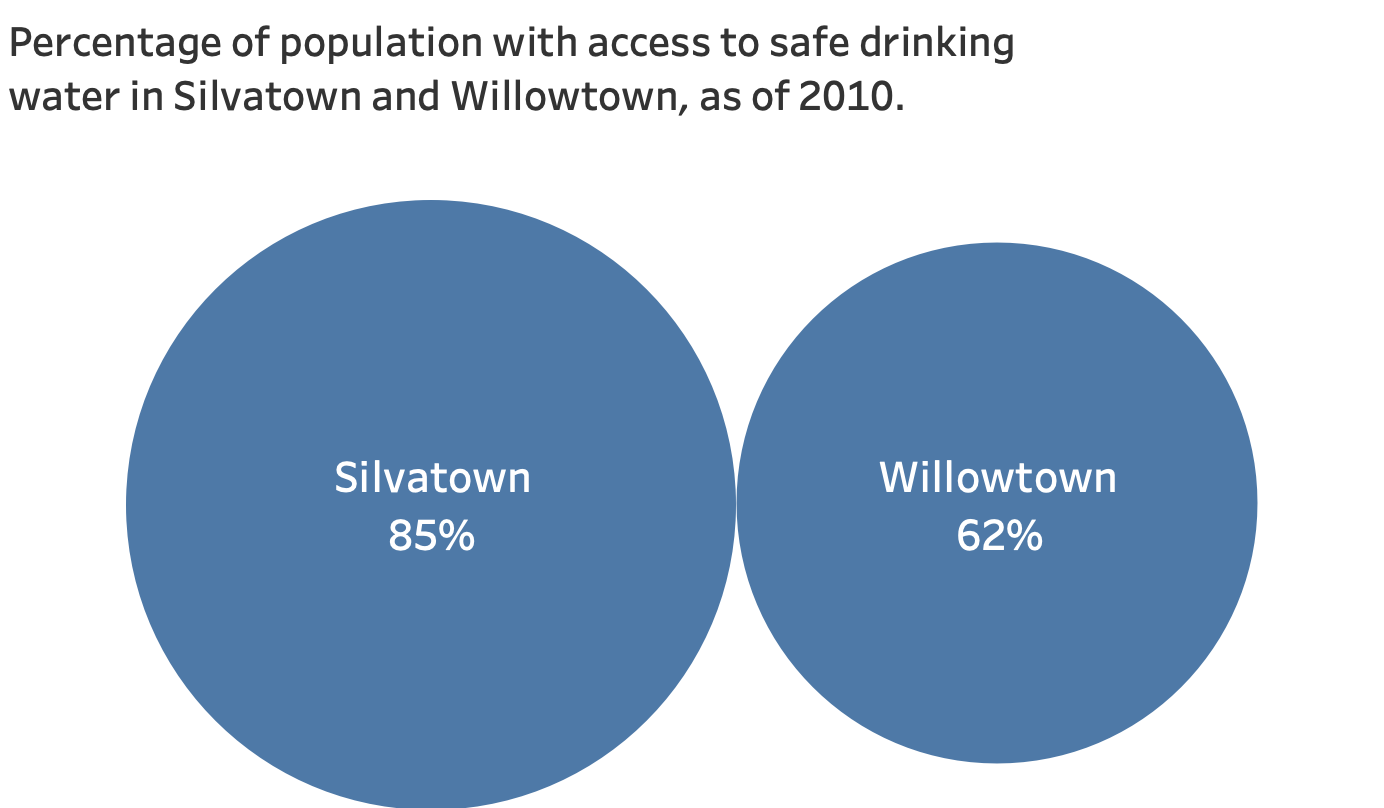 Percentage of population with access to safe drinking
water in Silvatown and Willowtown, as of 2010.
Silvatown
85%
Willowtown
62%